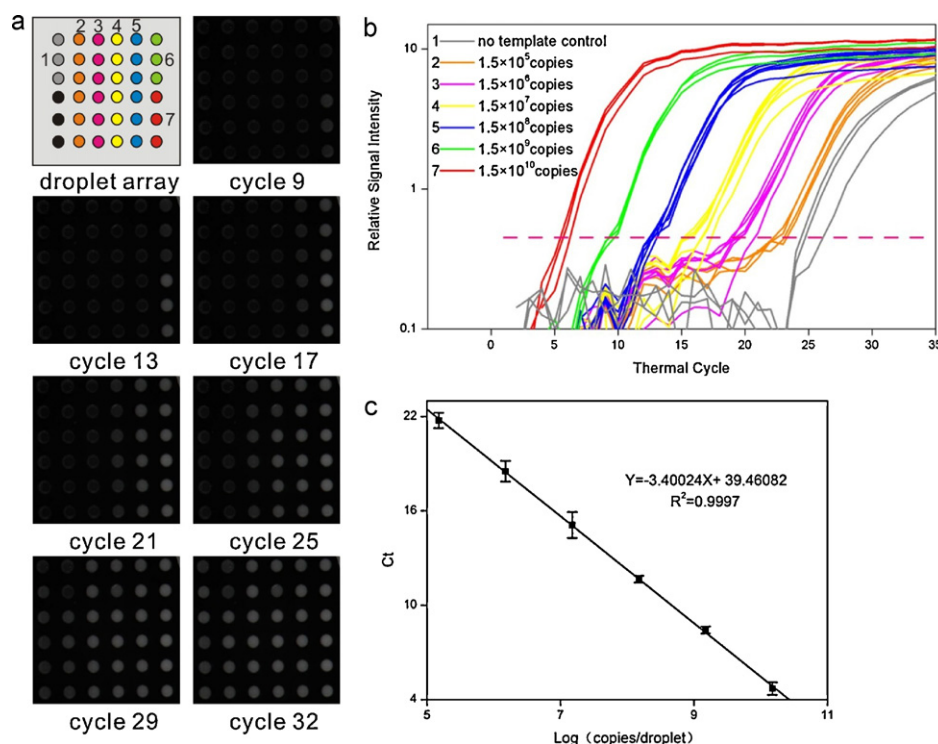 a
2 3 4 5
1
6
7
droplet array
cycle 9
cycle 13
cycle 17
cycle 21
cycle 25
cycle 29
cycle 32
b
Relative Signal Intensity
10
1
0.1
1 no template control
2 1.5×10⁵copies
3 1.5×10⁶copies
4 1.5×10⁷copies
5 1.5×10⁸copies
6 1.5×10⁹copies
7 1.5×10¹⁰copies
0 5 10 15 20 25 30 35
Thermal Cycle
c
Ct
22
16
10
4
Y=-3.40024X+ 39.46082
R²=0.9997
5 7 9 11
Log (copies/droplet)